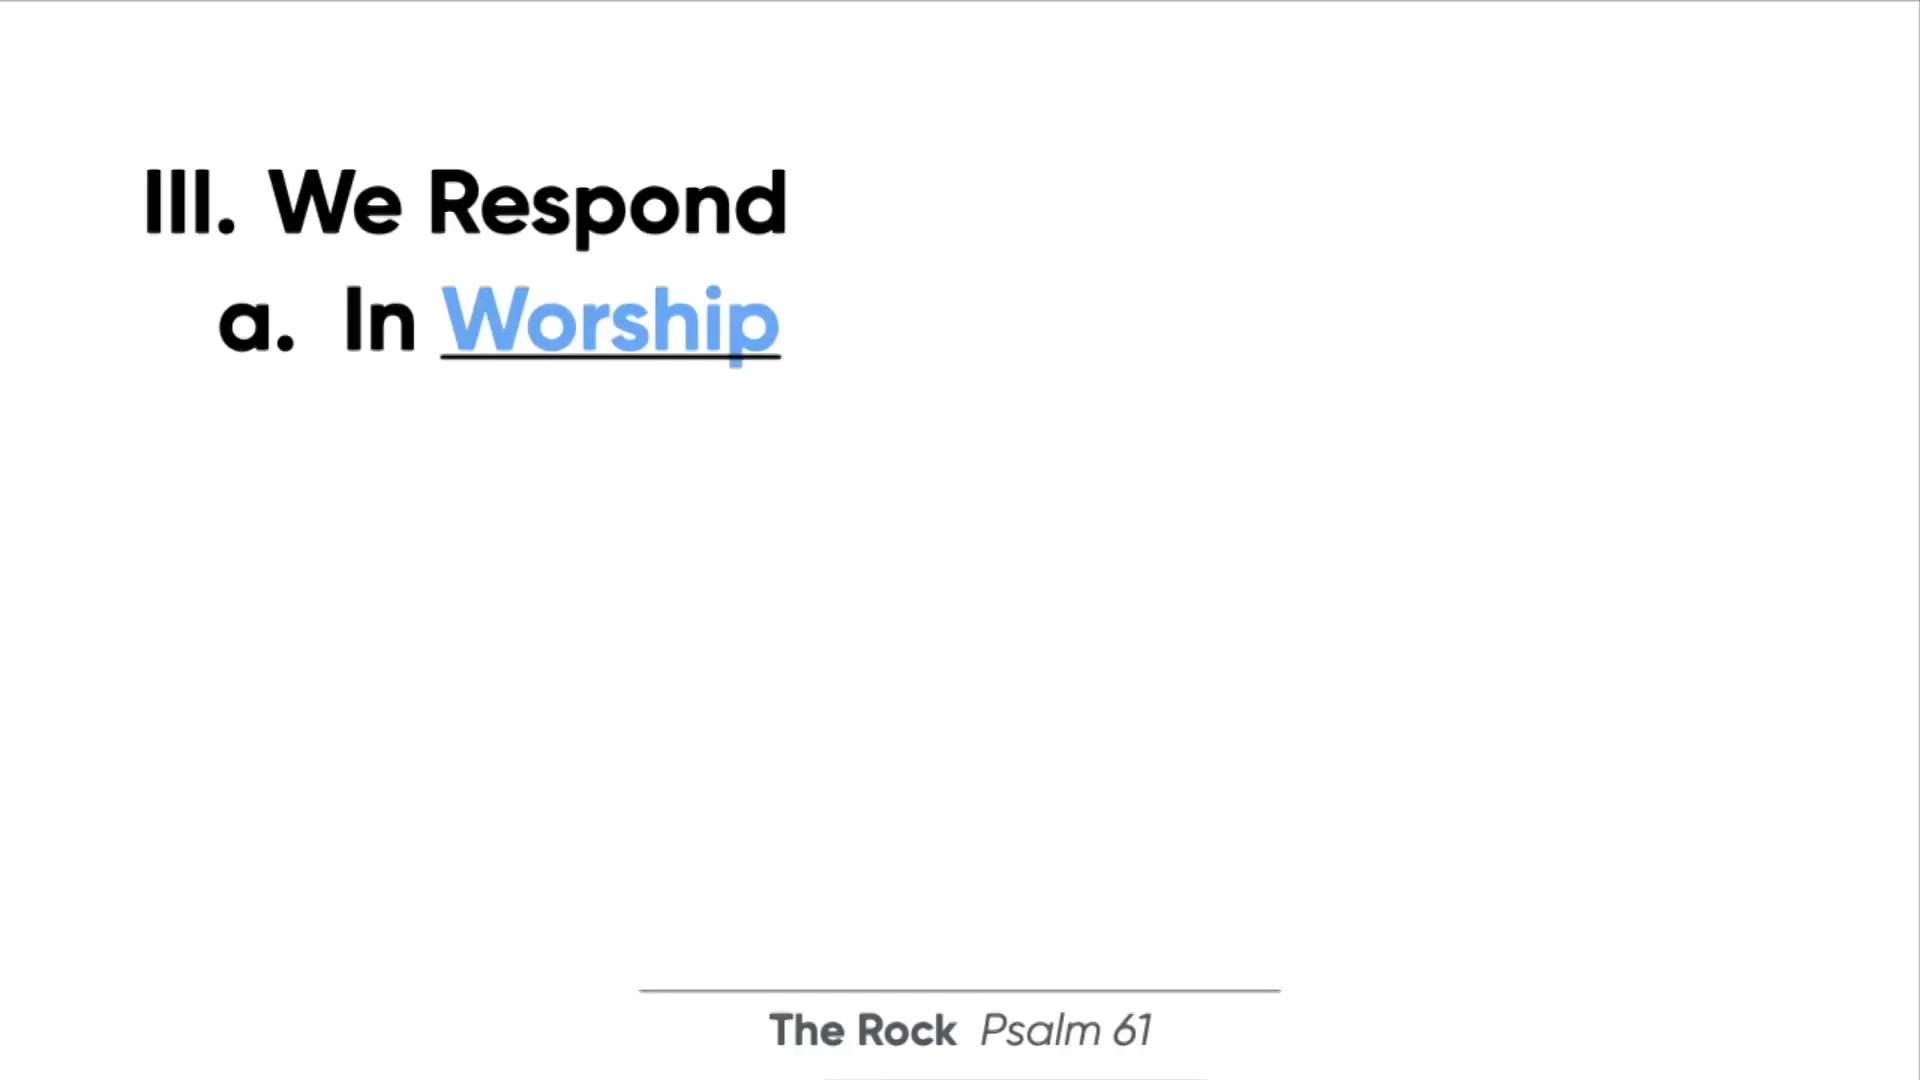 III. We Respond
a. In Worship
The Rock Psalm 61